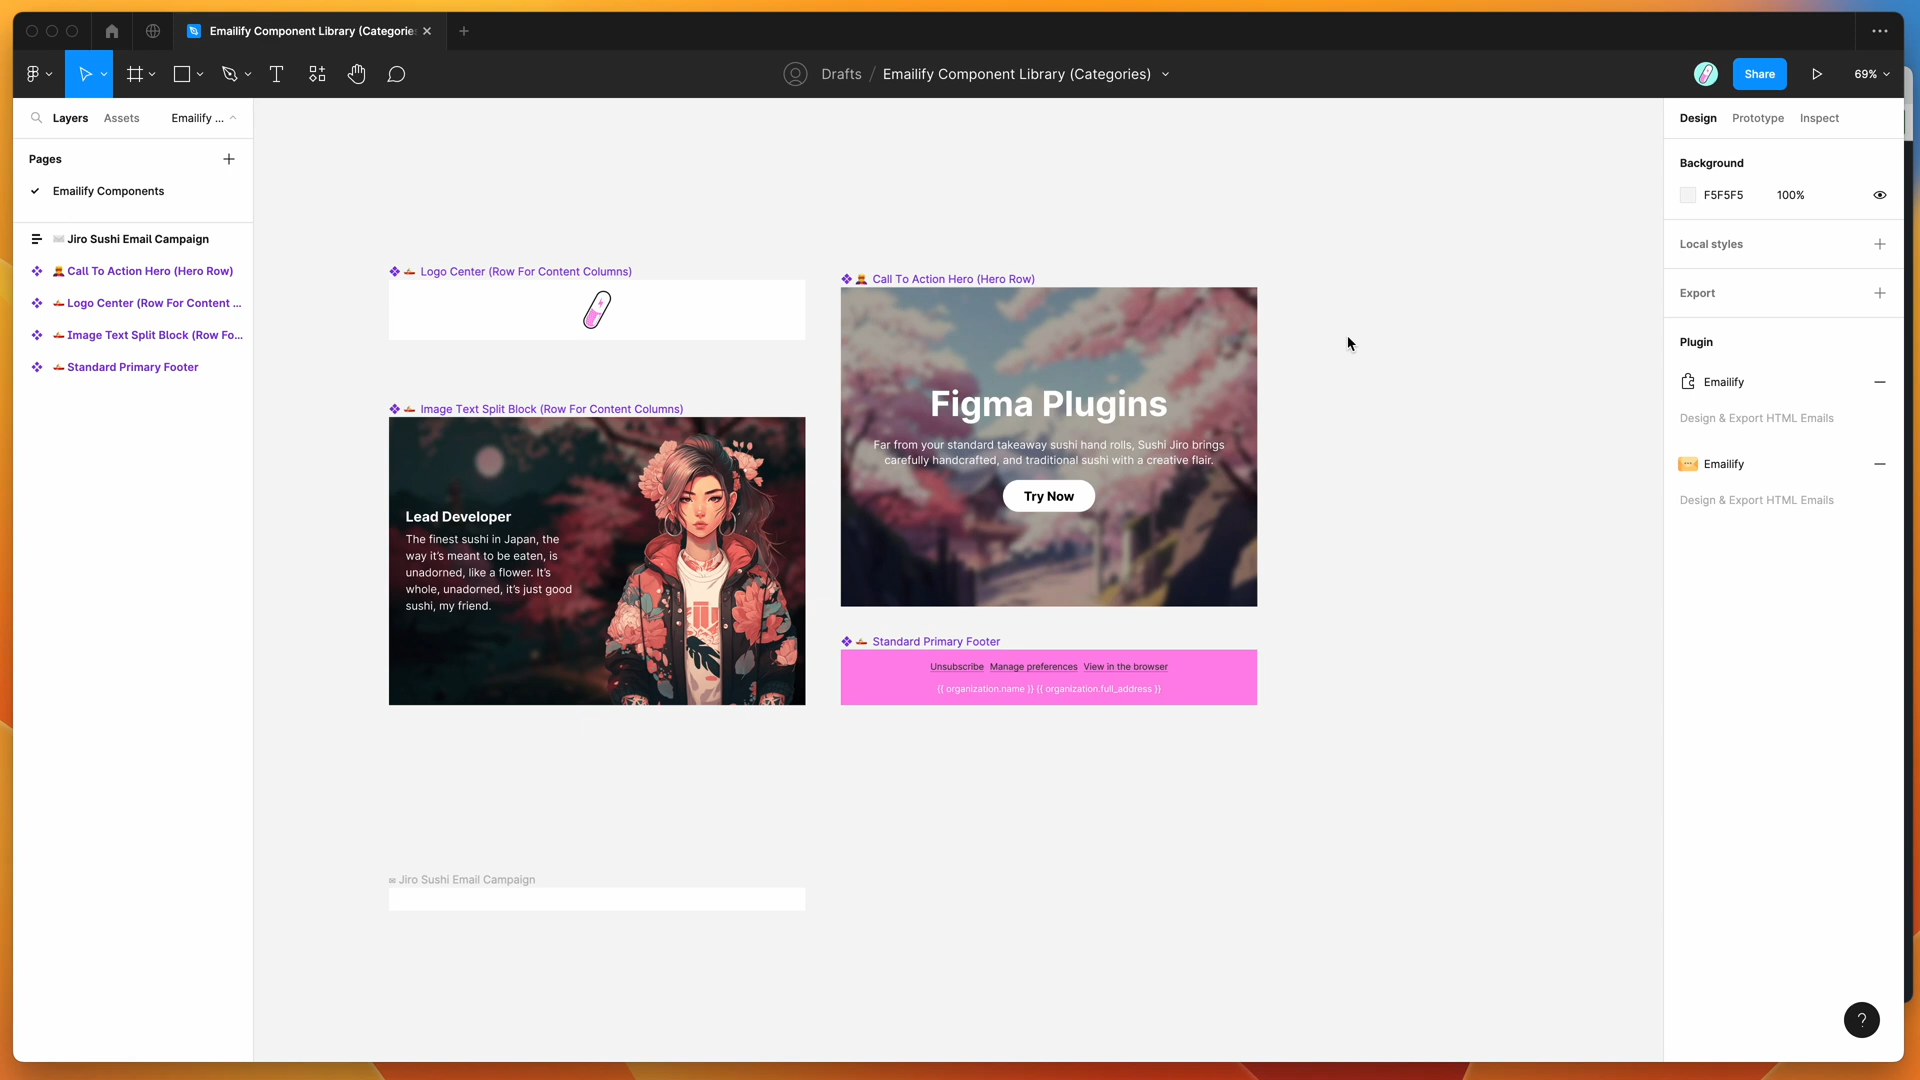 Emailify Component Library (Categorie
Drafts / Emailify Component Library (Categories)
Share
69%
Layers
Assets
Emailify ...
Pages
Emailify Components
Jiro Sushi Email Campaign
Call To Action Hero (Hero Row)
Logo Center (Row For Content ...
Image Text Split Block (Row Fo...
Standard Primary Footer
Logo Center (Row For Content Columns)
Image Text Split Block (Row For Content Columns)
Lead Developer
The finest sushi in Japan, the
way it's meant to be eaten, is
unadorned, like a flower. It's
whole, unadorned, it's just good
sushi, my friend.
Call To Action Hero (Hero Row)
Figma Plugins
Far from your standard takeaway sushi hand rolls, Sushi Jiro brings
carefully handcrafted, and traditional sushi with a creative flair.
Try Now
Standard Primary Footer
Unsubscribe Manage preferences View in the browser
{{ organization.name }} {{ organization.full_address }}
Jiro Sushi Email Campaign
Design
Prototype
Inspect
Background
F5F5F5
100%
Local styles
Export
Plugin
Emailify
Design & Export HTML Emails
Emailify
Design & Export HTML Emails
?